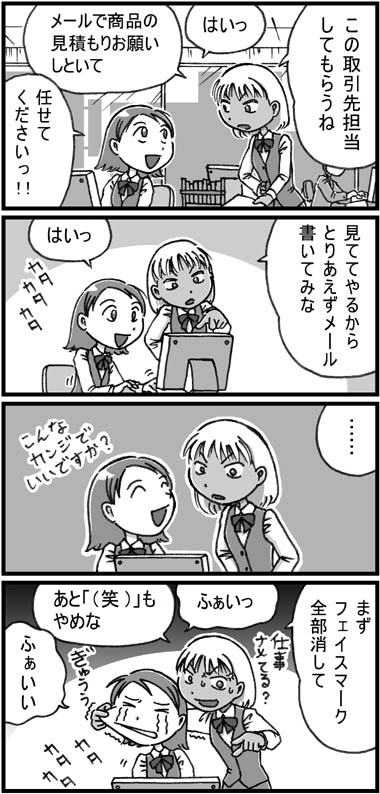 この取引先担当
してもらうね
はいっ
メールで商品の
見積もりお願い
しといて
任せて
くださいっ!!
見ててやるから
とりあえずメール
書いてみな
はいっ
カタカタカタ
……
こんな
カンジで
いいですか?
まず
フェイスマーク
全部消して
ふぁいっ
仕事
ナメてる?
あと「(笑)」も
やめな
ぎゅうぅ
ふぁいい
カタカタ